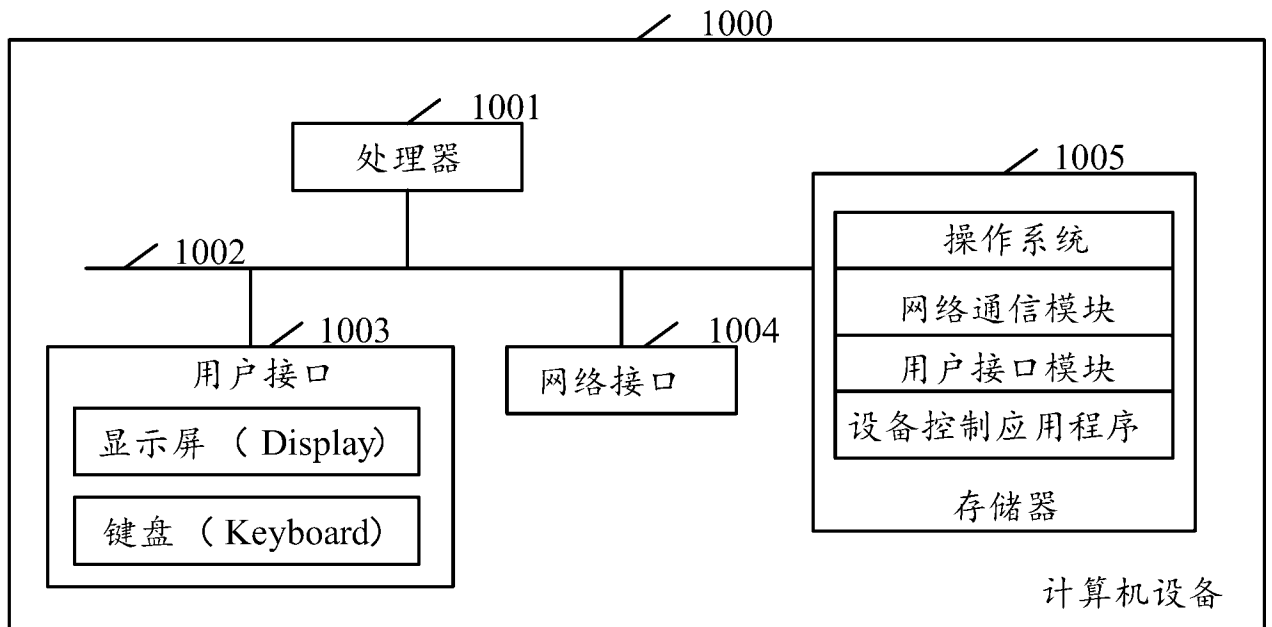 1000
1001
处理器
1005
操作系统
1002
网络通信模块
1003
1004
用户接口模块
用户接口
网络接口
显示屏（Display）
设备控制应用程序
存储器
键盘（Keyboard）
计算机设备